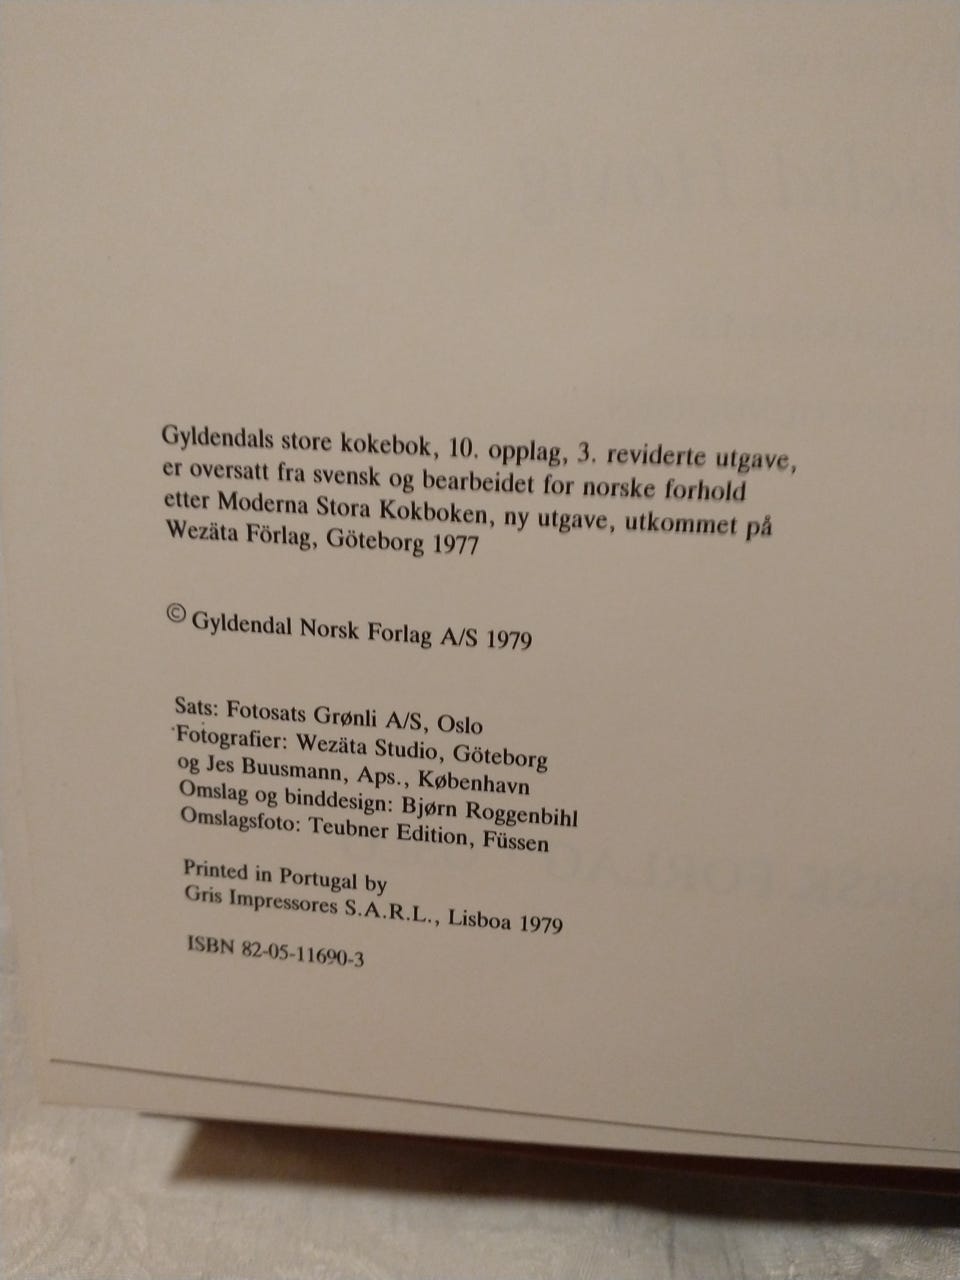 Gyldendals store kokebok, 10. opplag, 3. reviderte utgave,
er oversatt fra svensk og bearbeidet for norske forhold
etter Moderna Stora Kokboken, ny utgave, utkommet på
Wezäta Förlag, Göteborg 1977
© Gyldendal Norsk Forlag A/S 1979
Sats: Fotosats Grønli A/S, Oslo
Fotografier: Wezäta Studio, Göteborg
og Jes Buusmann, Aps., København
Omslag og binddesign: Bjørn Roggenbihl
Omslagsfoto: Teubner Edition, Füssen
Printed in Portugal by
Gris Impressores S.A.R.L., Lisboa 1979
ISBN 82-05-11690-3